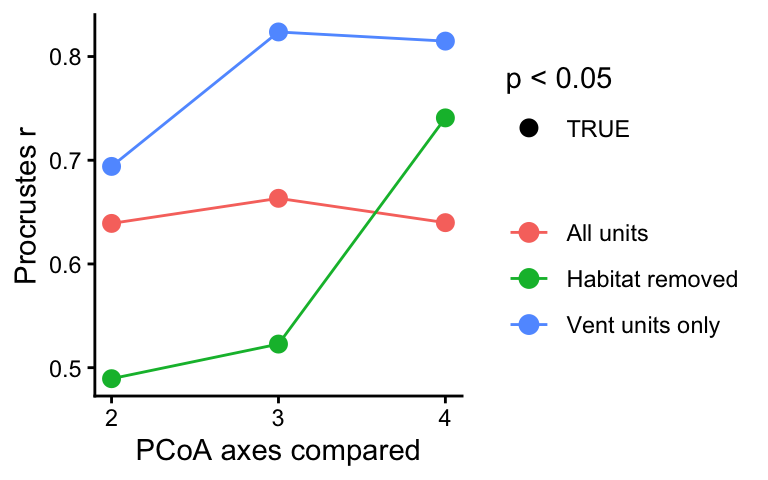 0.8
0.7
0.6
0.5
Procrustes r
2 3 4
PCoA axes compared
p < 0.05
TRUE
All units
Habitat removed
Vent units only